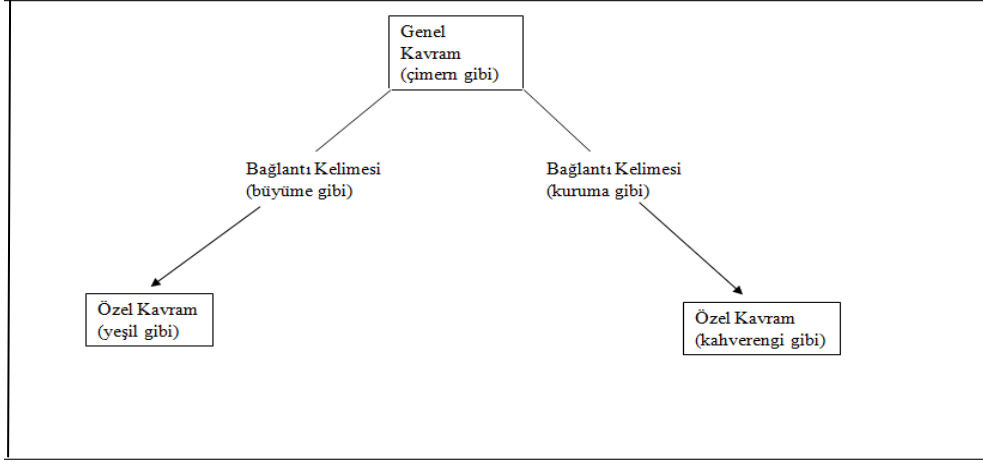 Genel
Kavram
(çimern gibi)
Bağlantı Kelimesi
(büyüme gibi)
Bağlantı Kelimesi
(kuruma gibi)
Özel Kavram
(yeşil gibi)
Özel Kavram
(kahverengi gibi)